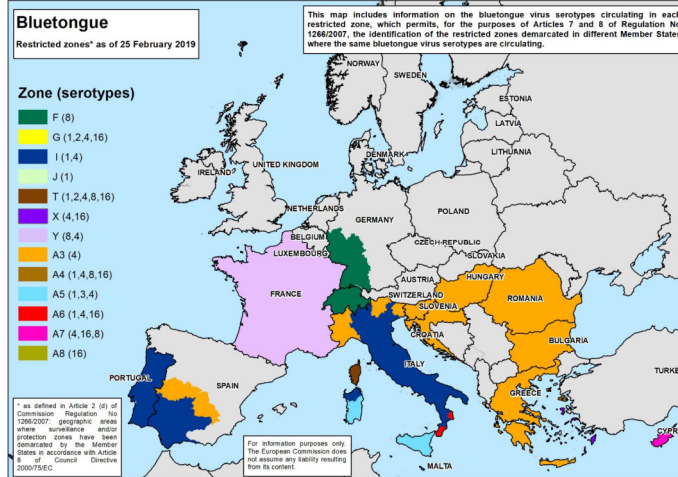 Bluetongue
Restricted zones* as of 25 February 2019
This map includes information on the bluetongue virus serotypes circulating in each
restricted zone, which permits, for the purposes of Articles 7 and 8 of Regulation No
1266/2007, the identification of the restricted zones demarcated in different Member States
where the same bluetongue virus serotypes are circulating.
Zone (serotypes)
F (8)
G (1,2,4,16)
I (1,4)
J (1)
T (1,2,4,8,16)
X (4,16)
Y (8,4)
A3 (4)
A4 (1,4,8,16)
A5 (1,3,4)
A6 (1,4,16)
A7 (4,16,8)
A8 (16)
NORWAY
SWEDEN
ESTONIA
LATVIA
LITHUANIA
DENMARK
IRELAND
UNITED KINGDOM
NETHERLANDS
GERMANY
POLAND
BELGIUM
LUXEMBOURG
CZECH REPUBLIC
SLOVAKIA
AUSTRIA
HUNGARY
FRANCE
SWITZERLAND
SLOVENIA
ROMANIA
CROATIA
BULGARIA
ITALY
PORTUGAL
SPAIN
GREECE
TURKE
CYPR
MALTA
* as defined in Article 2 (d) of
Commission Regulation No
1266/2007: geographic areas
where surveillance and/or
protection zones have been
demarcated by the Member
States in accordance with Article
8 of Council Directive
2000/75/EC.
For information purposes only.
The European Commission does
not assume any liability resulting
from its content.